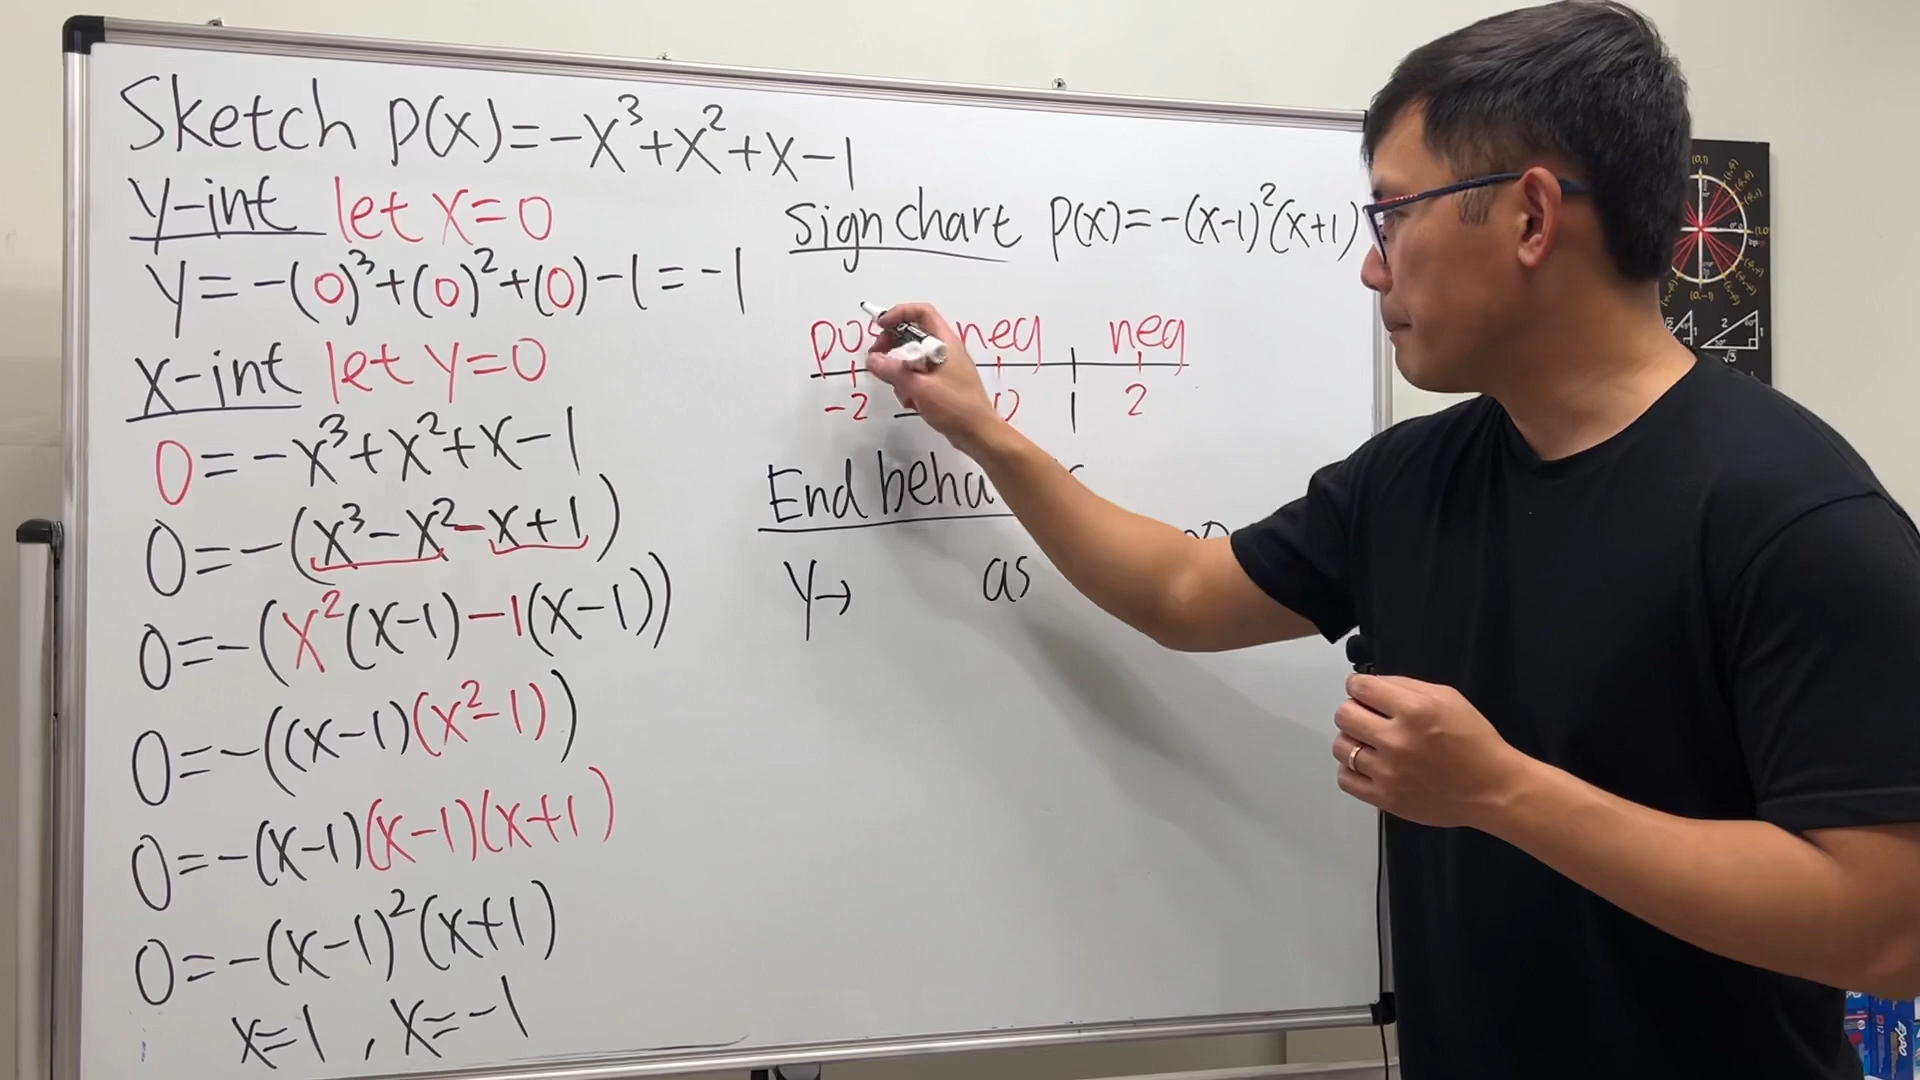 Sketch P(x)=-x³+x²+x-1
y-int let x=0
y=-(0)³+(0)²+(0)-1=-1
x-int let y=0
0=-x³+x²+x-1
0=-(x³-x²-x+1)
0=-(x²(x-1)-1(x-1))
0=-((x-1)(x²-1))
0=-(x-1)(x-1)(x+1)
0=-(x-1)²(x+1)
x=1, x=-1
Sign chart P(x)=-(x-1)²(x+1)
pos neg neg
-2 1 2
End
y→ as